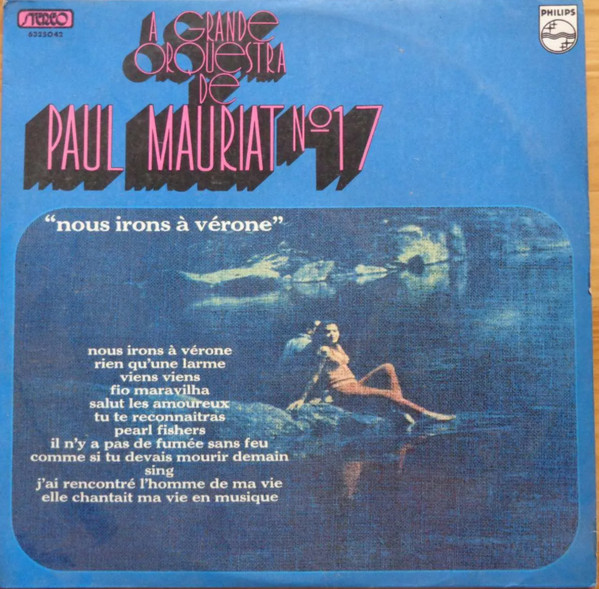 STEREO
6325042
A GRANDE
ORQUESTRA
DE
PAUL MAURIAT Nº17
PHILIPS
"nous irons à vérone"
nous irons à vérone
rien qu'une larme
viens viens
fio maravilha
salut les amoureux
tu te reconnaitras
pearl fishers
il n'y a pas de fumée sans feu
comme si tu devais mourir demain
sing
j'ai rencontré l'homme de ma vie
elle chantait ma vie en musique